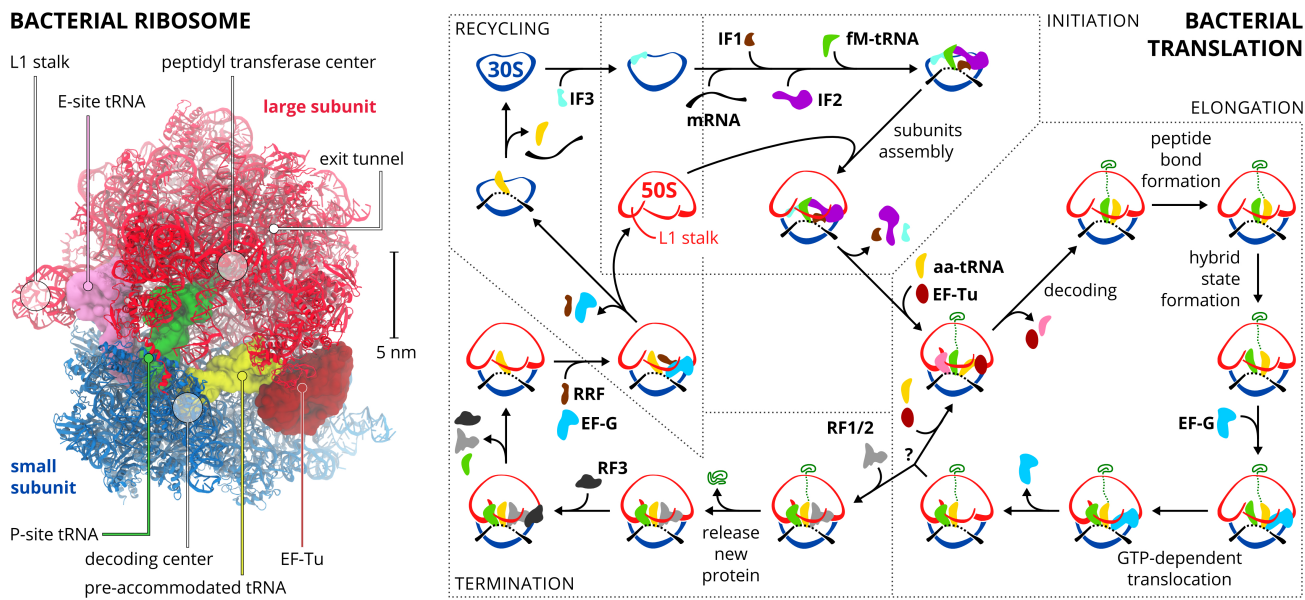 BACTERIAL RIBOSOME
L1 stalk
peptidyl transferase center
E-site tRNA
large subunit
exit tunnel
5 nm
small
subunit
P-site tRNA
decoding center
EF-Tu
pre-accommodated tRNA
BACTERIAL
TRANSLATION
RECYCLING
INITIATION
30S
IF3
IF1
fM-tRNA
mRNA
IF2
subunits
assembly
50S
L1 stalk
ELONGATION
aa-tRNA
EF-Tu
decoding
peptide
bond
formation
hybrid
state
formation
EF-G
GTP-dependent
translocation
?
RF1/2
release
new
protein
RF3
RRF
EF-G
TERMINATION